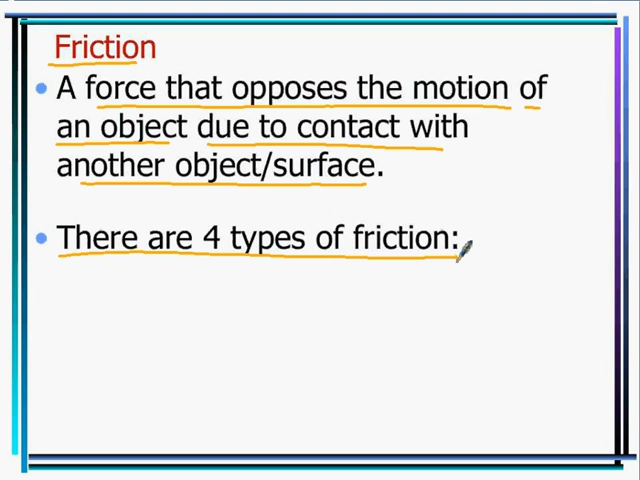 Friction
• A force that opposes the motion of
an object due to contact with
another object/surface.
• There are 4 types of friction: